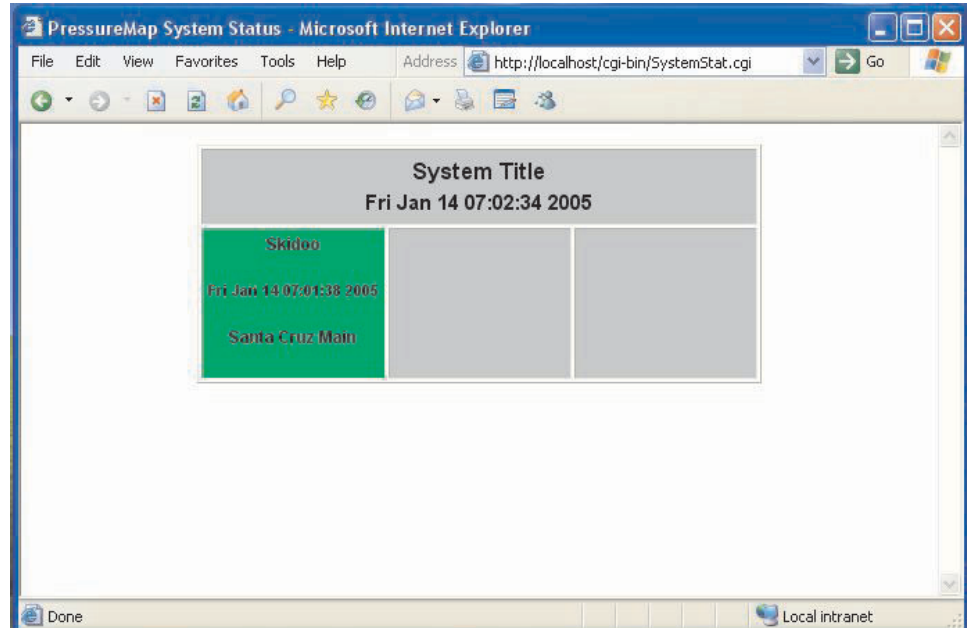 PressureMap System Status - Microsoft Internet Explorer
File Edit View Favorites Tools Help Address http://localhost/cgi-bin/SystemStat.cgi Go
System Title
Fri Jan 14 07:02:34 2005
Skidoo
Fri Jan 14 07:01:38 2005
Santa Cruz Main
Done Local intranet